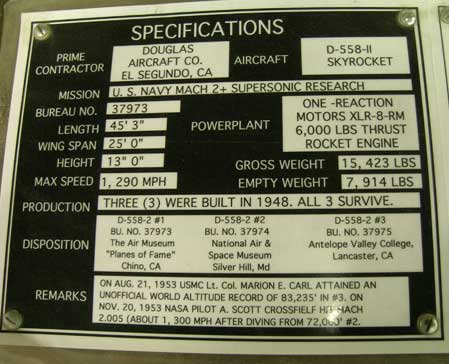 SPECIFICATIONS
PRIME CONTRACTOR
DOUGLAS
AIRCRAFT CO.
EL SEGUNDO, CA
AIRCRAFT
D-558-II
SKYROCKET
MISSION
U. S. NAVY MACH 2+ SUPERSONIC RESEARCH
BUREAU NO.
37973
LENGTH
45' 3"
WING SPAN
25' 0"
HEIGHT
13" 0"
MAX SPEED
1, 290 MPH
POWERPLANT
ONE -REACTION
MOTORS XLR-8-RM
6,000 LBS THRUST
ROCKET ENGINE
GROSS WEIGHT
15, 423 LBS
EMPTY WEIGHT
7, 914 LBS
PRODUCTION
THREE (3) WERE BUILT IN 1948. ALL 3 SURVIVE.
DISPOSITION
D-558-2 #1
BU. NO. 37973
The Air Museum
"Planes of Fame"
Chino, CA
D-558-2 #2
BU. NO. 37974
National Air &
Space Museum
Silver Hill, Md
D-558-2 #3
BU. NO. 37975
Antelope Valley College,
Lancaster, CA
REMARKS
ON AUG. 21, 1953 USMC Lt. Col. MARION E. CARL ATTAINED AN
UNOFFICIAL WORLD ALTITUDE RECORD OF 83,235' IN #3. ON
NOV. 20, 1953 NASA PILOT A. SCOTT CROSSFIELF HIT MACH
2.005 (ABOUT 1, 300 MPH AFTER DIVING FROM 72,000' #2.